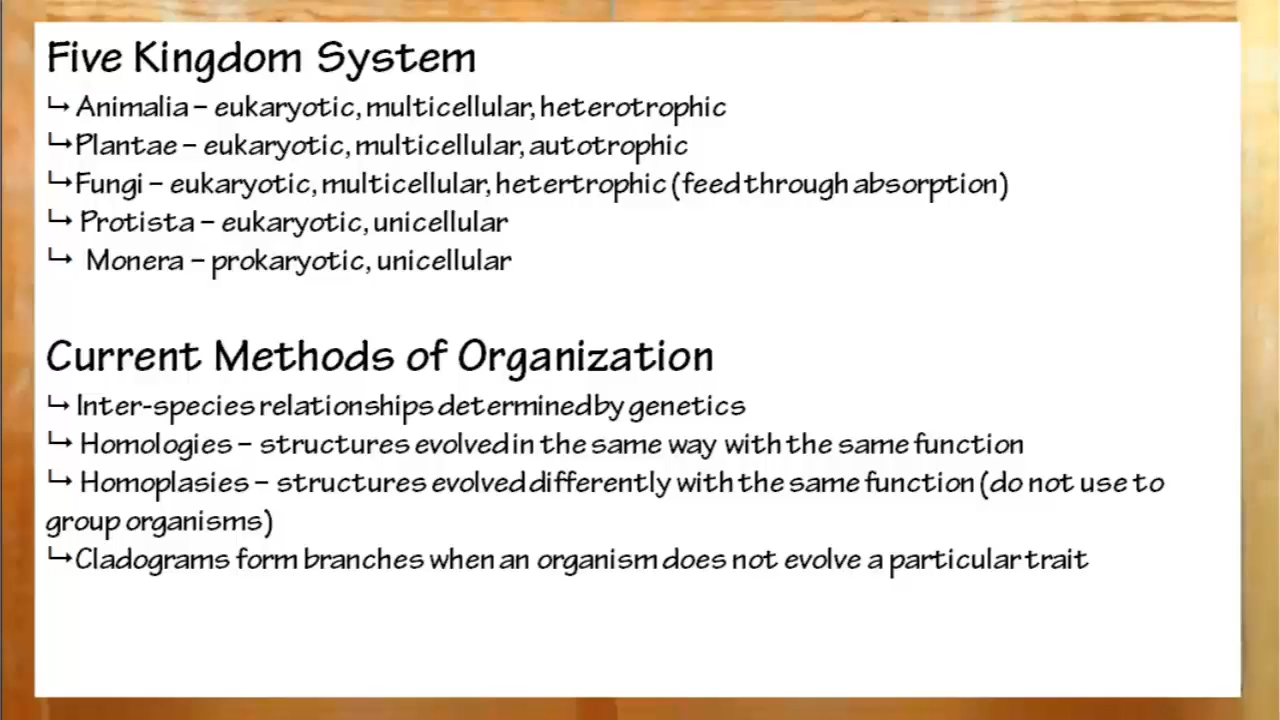 Five Kingdom System
↳ Animalia – eukaryotic, multicellular, heterotrophic
↳Plantae – eukaryotic, multicellular, autotrophic
↳Fungi – eukaryotic, multicellular, hetertrophic (feed through absorption)
↳ Protista – eukaryotic, unicellular
↳ Monera – prokaryotic, unicellular
Current Methods of Organization
↳ Inter-species relationships determined by genetics
↳ Homologies – structures evolved in the same way with the same function
↳ Homoplasies – structures evolved differently with the same function (do not use to
group organisms)
↳Cladograms form branches when an organism does not evolve a particular trait